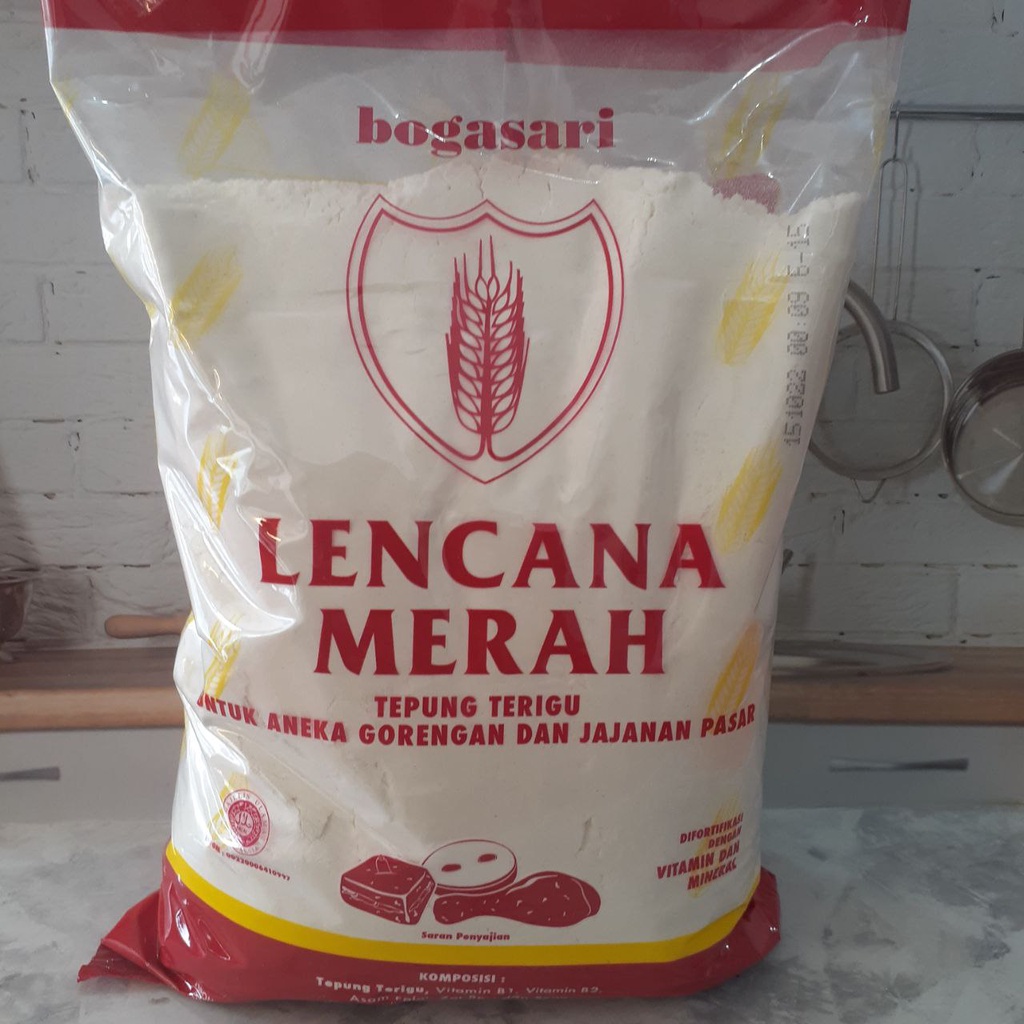 bogasari
151022 00:09 6-15
LENCANA
MERAH
TEPUNG TERIGU
UNTUK ANEKA GORENGAN DAN JAJANAN PASAR
DIFORTIFIKASI
DENGAN
VITAMIN DAN
MINERAL
00220006410997
Saran Penyajian
KOMPOSISI :
Tepung Terigu, Vitamin B1, Vitamin B2,